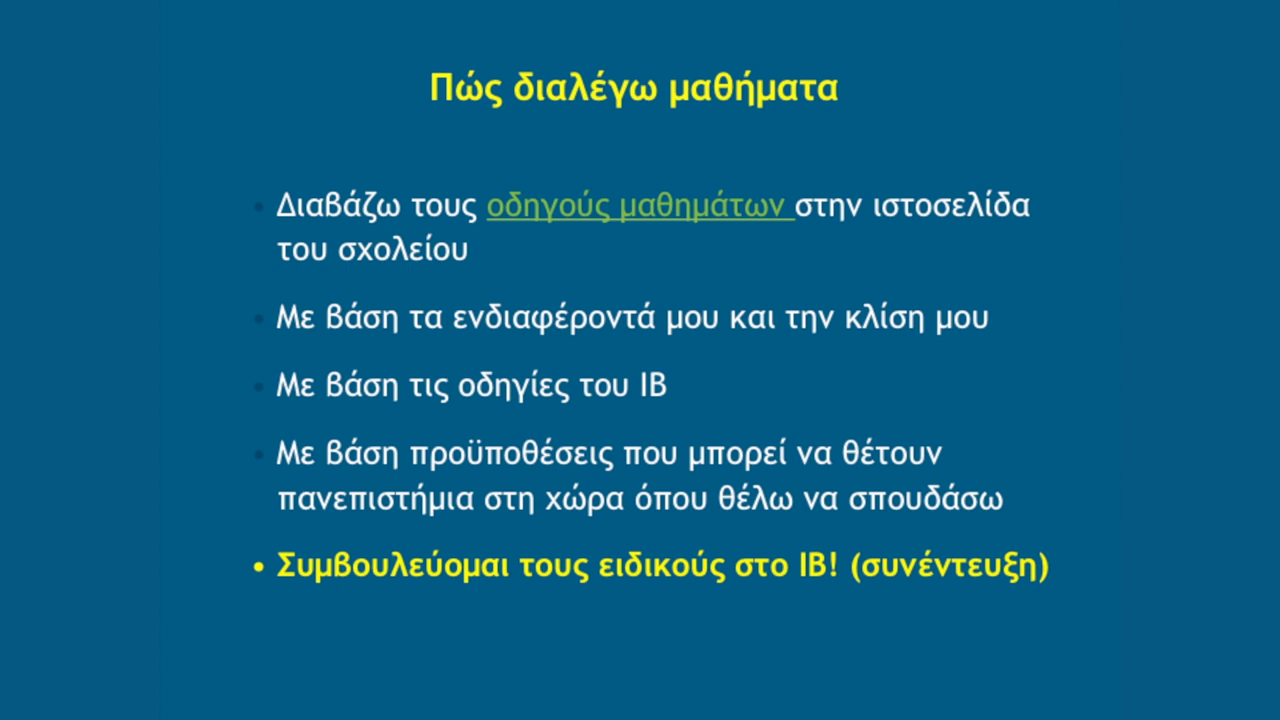 Πώς διαλέγω μαθήματα
• Διαβάζω τους οδηγούς μαθημάτων στην ιστοσελίδα
του σχολείου
• Με βάση τα ενδιαφέροντά μου και την κλίση μου
• Με βάση τις οδηγίες του IB
• Με βάση προϋποθέσεις που μπορεί να θέτουν
πανεπιστήμια στη χώρα όπου θέλω να σπουδάσω
• Συμβουλεύομαι τους ειδικούς στο IB! (συνέντευξη)